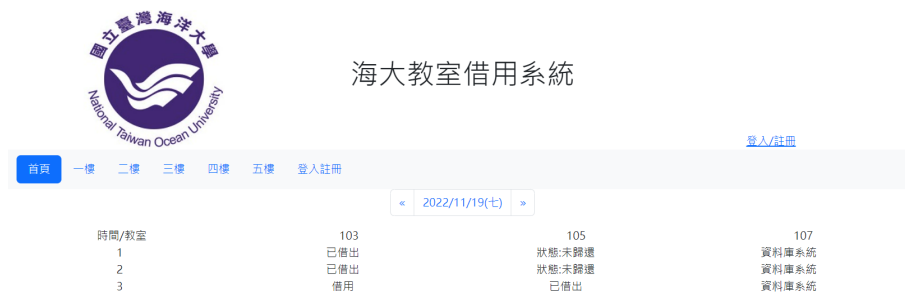 國立臺灣海洋大學
National Taiwan Ocean University
海大教室借用系統
登入/註冊
首頁 一樓 二樓 三樓 四樓 五樓 登入註冊
« 2022/11/19(七) »
時間/教室 103 105 107
1 已借出 狀態:未歸還 資料庫系統
2 已借出 狀態:未歸還 資料庫系統
3 借用 已借出 資料庫系統